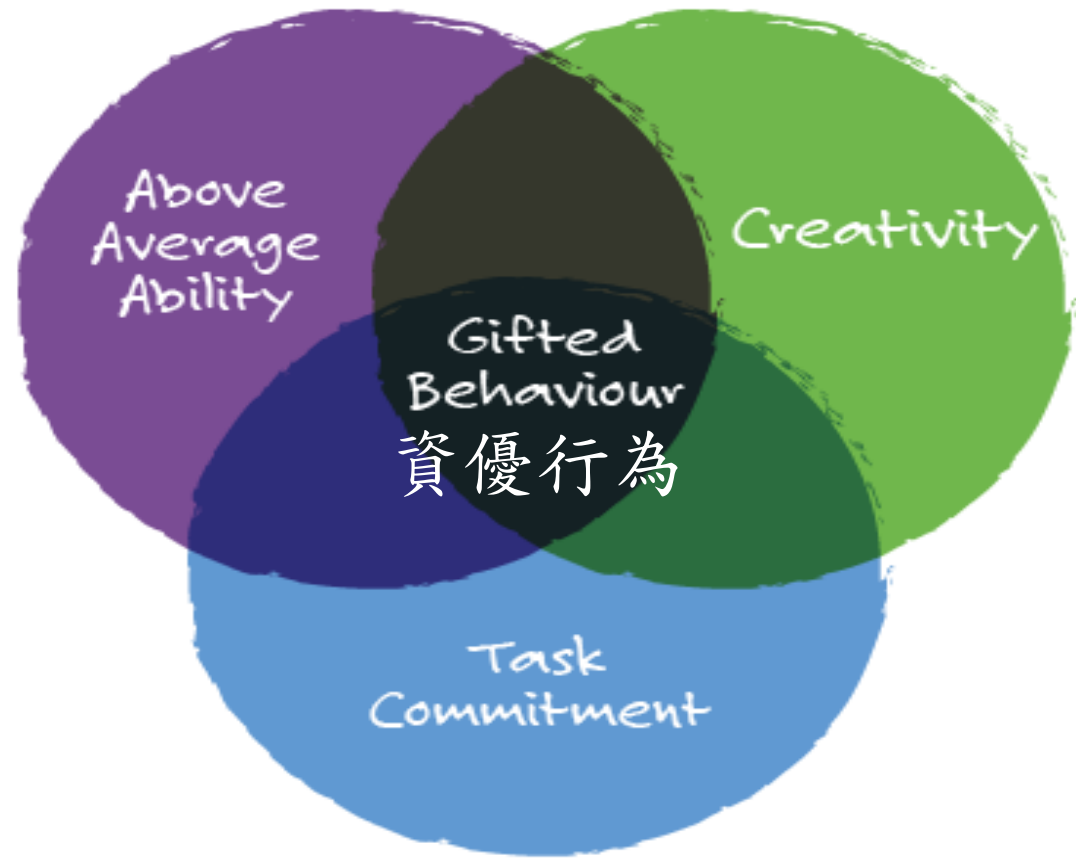 Above
Average
Ability
Creativity
Gifted
Behaviour
資優行為
Task
Commitment